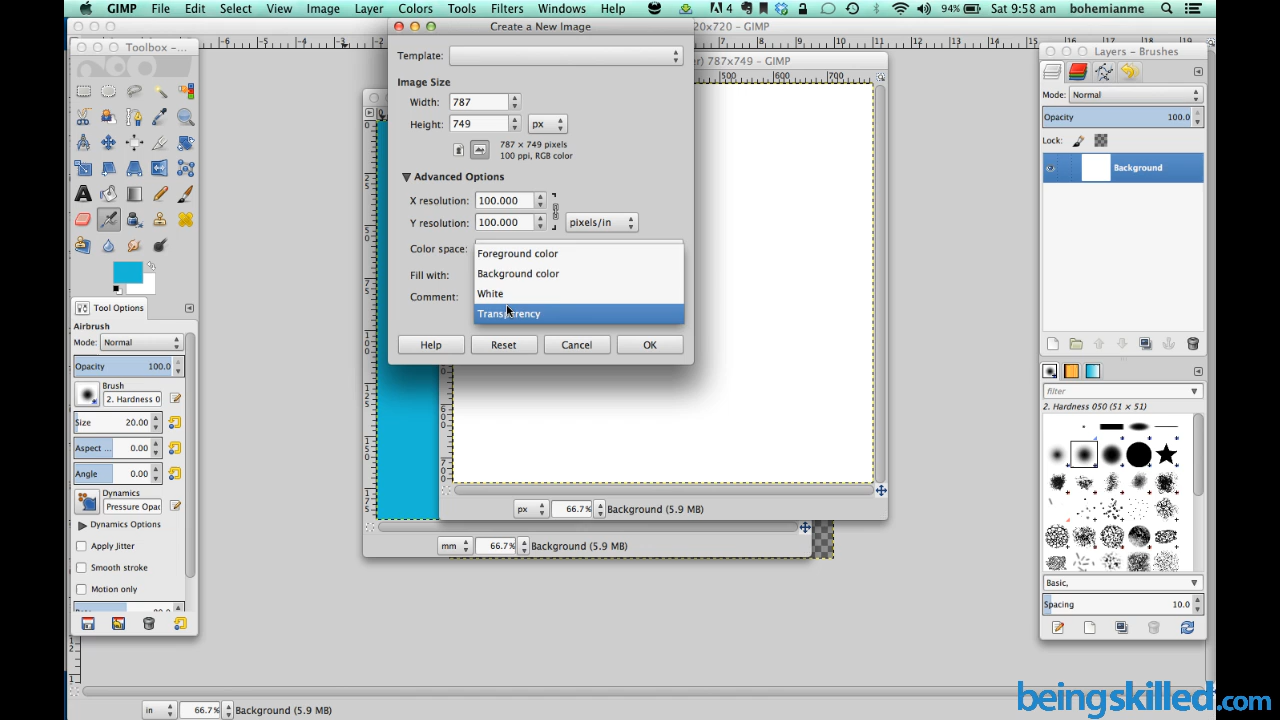 GIMP File Edit Select View Image Layer Colors Tools Filters Windows Help 4 94% Sat 9:58 am bohemianme
20x720 – GIMP
Create a New Image
Toolbox – ...
Layers – Brushes
Template:
787x749 – GIMP
Image Size
Width: 787
Height: 749 px
787 × 749 pixels
100 ppi, RGB color
Advanced Options
X resolution: 100.000
Y resolution: 100.000 pixels/in
Color space:
Foreground color
Fill with:
Background color
Comment:
White
Transparency
Help Reset Cancel OK
Tool Options
Airbrush
Mode: Normal
Opacity 100.0
Brush
2. Hardness 0
Size 20.00
Aspect ... 0.00
Angle 0.00
Dynamics
Pressure Opac
Dynamics Options
Apply Jitter
Smooth stroke
Motion only
Mode: Normal
Opacity 100.0
Lock:
Background
filter
2. Hardness 050 (51 × 51)
Basic,
Spacing 10.0
px 66.7% Background (5.9 MB)
mm 66.7% Background (5.9 MB)
in 66.7% Background (5.9 MB)
beingskilled.com